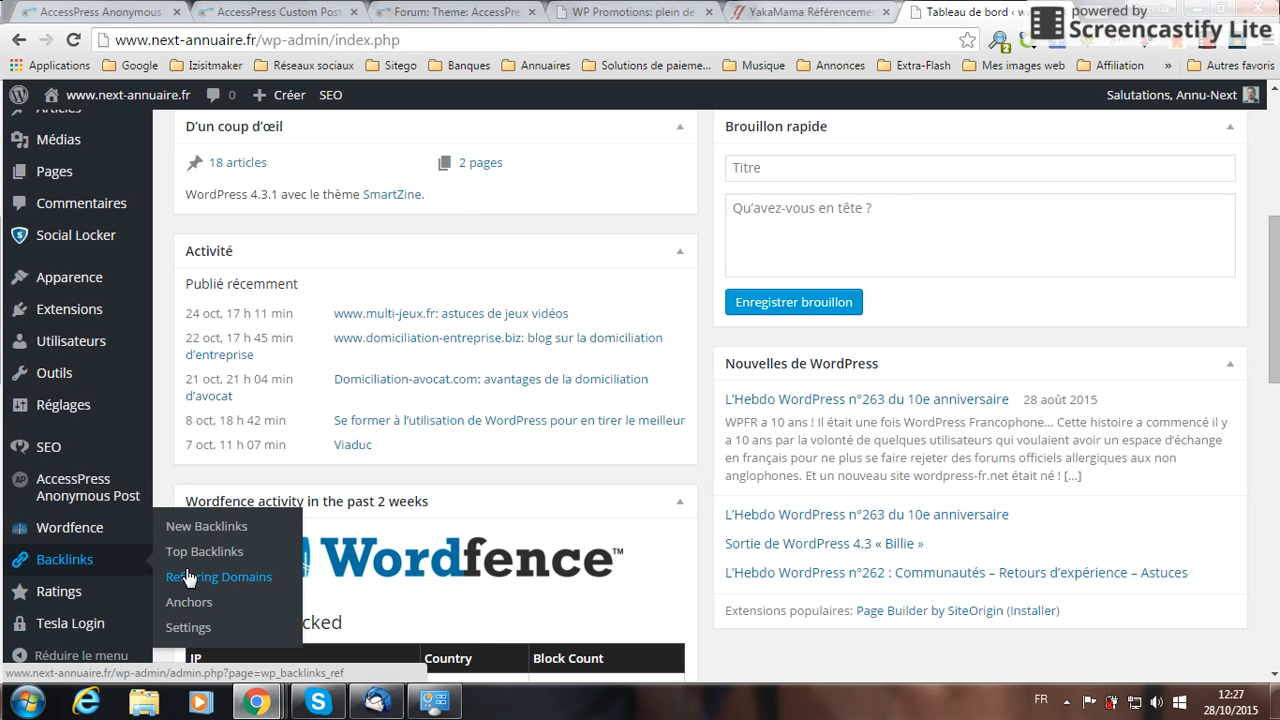 AccessPress Anonymous
AccessPress Custom Post
Forum: Theme: AccessPre
WP Promotions: plein de
YakaMama Référenceme
Tableau de bord ‹ w
powered by
Screencastify Lite
www.next-annuaire.fr/wp-admin/index.php
Applications
Google
Izisitmaker
Réseaux sociaux
Sitego
Banques
Annuaires
Solutions de paieme...
Musique
Annonces
Extra-Flash
Mes images web
Affiliation
»
Autres favoris
www.next-annuaire.fr
0
Créer
SEO
Salutations, Annu-Next
Articles
Médias
Pages
Commentaires
Social Locker
Apparence
Extensions
Utilisateurs
Outils
Réglages
SEO
AccessPress
Anonymous Post
Wordfence
Backlinks
Ratings
Tesla Login
Réduire le menu
New Backlinks
Top Backlinks
Referring Domains
Anchors
Settings
D'un coup d'œil
18 articles
2 pages
WordPress 4.3.1 avec le thème SmartZine.
Activité
Publié récemment
24 oct, 17 h 11 min www.multi-jeux.fr: astuces de jeux vidéos
22 oct, 17 h 45 min www.domiciliation-entreprise.biz: blog sur la domiciliation
d'entreprise
21 oct, 21 h 04 min Domiciliation-avocat.com: avantages de la domiciliation
d'avocat
8 oct, 18 h 42 min Se former à l'utilisation de WordPress pour en tirer le meilleur
7 oct, 11 h 07 min Viaduc
Wordfence activity in the past 2 weeks
Wordfence™
cked
IP Country Block Count
Brouillon rapide
Titre
Qu'avez-vous en tête ?
Enregistrer brouillon
Nouvelles de WordPress
L'Hebdo WordPress n°263 du 10e anniversaire 28 août 2015
WPFR a 10 ans ! Il était une fois WordPress Francophone… Cette histoire a commencé il y
a 10 ans par la volonté de quelques utilisateurs qui voulaient avoir un espace d'échange
en français pour ne plus se faire rejeter des forums officiels allergiques aux non
anglophones. Et un nouveau site wordpress-fr.net était né ! […]
L'Hebdo WordPress n°263 du 10e anniversaire
Sortie de WordPress 4.3 « Billie »
L'Hebdo WordPress n°262 : Communautés – Retours d'expérience – Astuces
Extensions populaires: Page Builder by SiteOrigin (Installer)
www.next-annuaire.fr/wp-admin/admin.php?page=wp_backlinks_ref
FR
12:27
28/10/2015